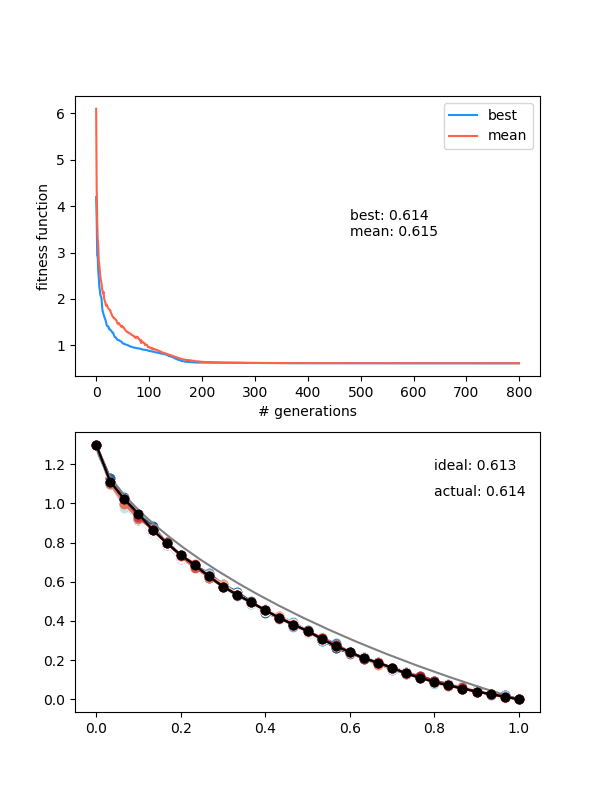 6
5
4
3
2
1
fitness function
best
mean
best: 0.614
mean: 0.615
0 100 200 300 400 500 600 700 800
# generations
1.2
1.0
0.8
0.6
0.4
0.2
0.0
ideal: 0.613
actual: 0.614
0.0 0.2 0.4 0.6 0.8 1.0